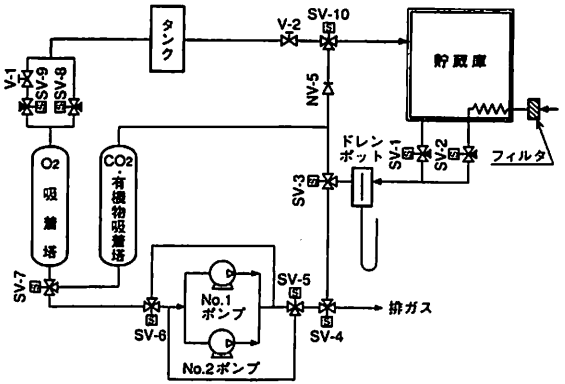 タンク
V-2
SV-10
貯蔵庫
V-1
SV-9
SV-8
NV-5
ドレン
ポット
SV-1
SV-2
フィルタ
O2
吸着塔
CO2・有機物吸着塔
SV-3
SV-7
SV-6
No.1
ポンプ
No.2ポンプ
SV-5
SV-4
排ガス
S
S
S
S
S
S
S
S
S
S